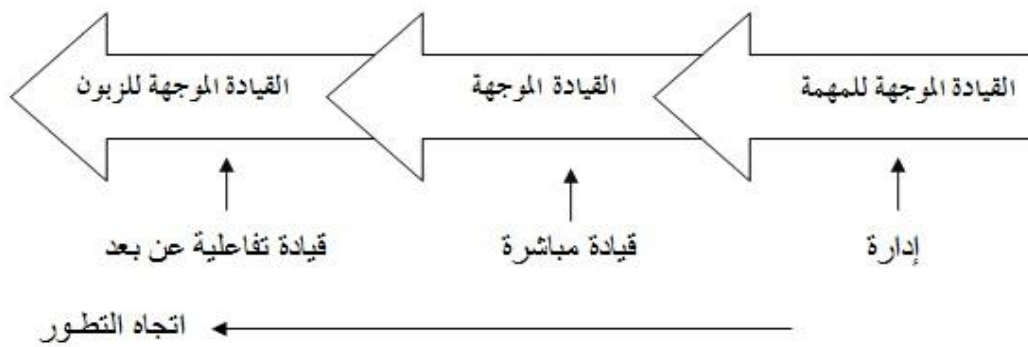 القيادة الموجهة للمهمة
القيادة الموجهة
القيادة الموجهة للزبون
إدارة
قيادة مباشرة
قيادة تفاعلية عن بعد
اتجاه التطور